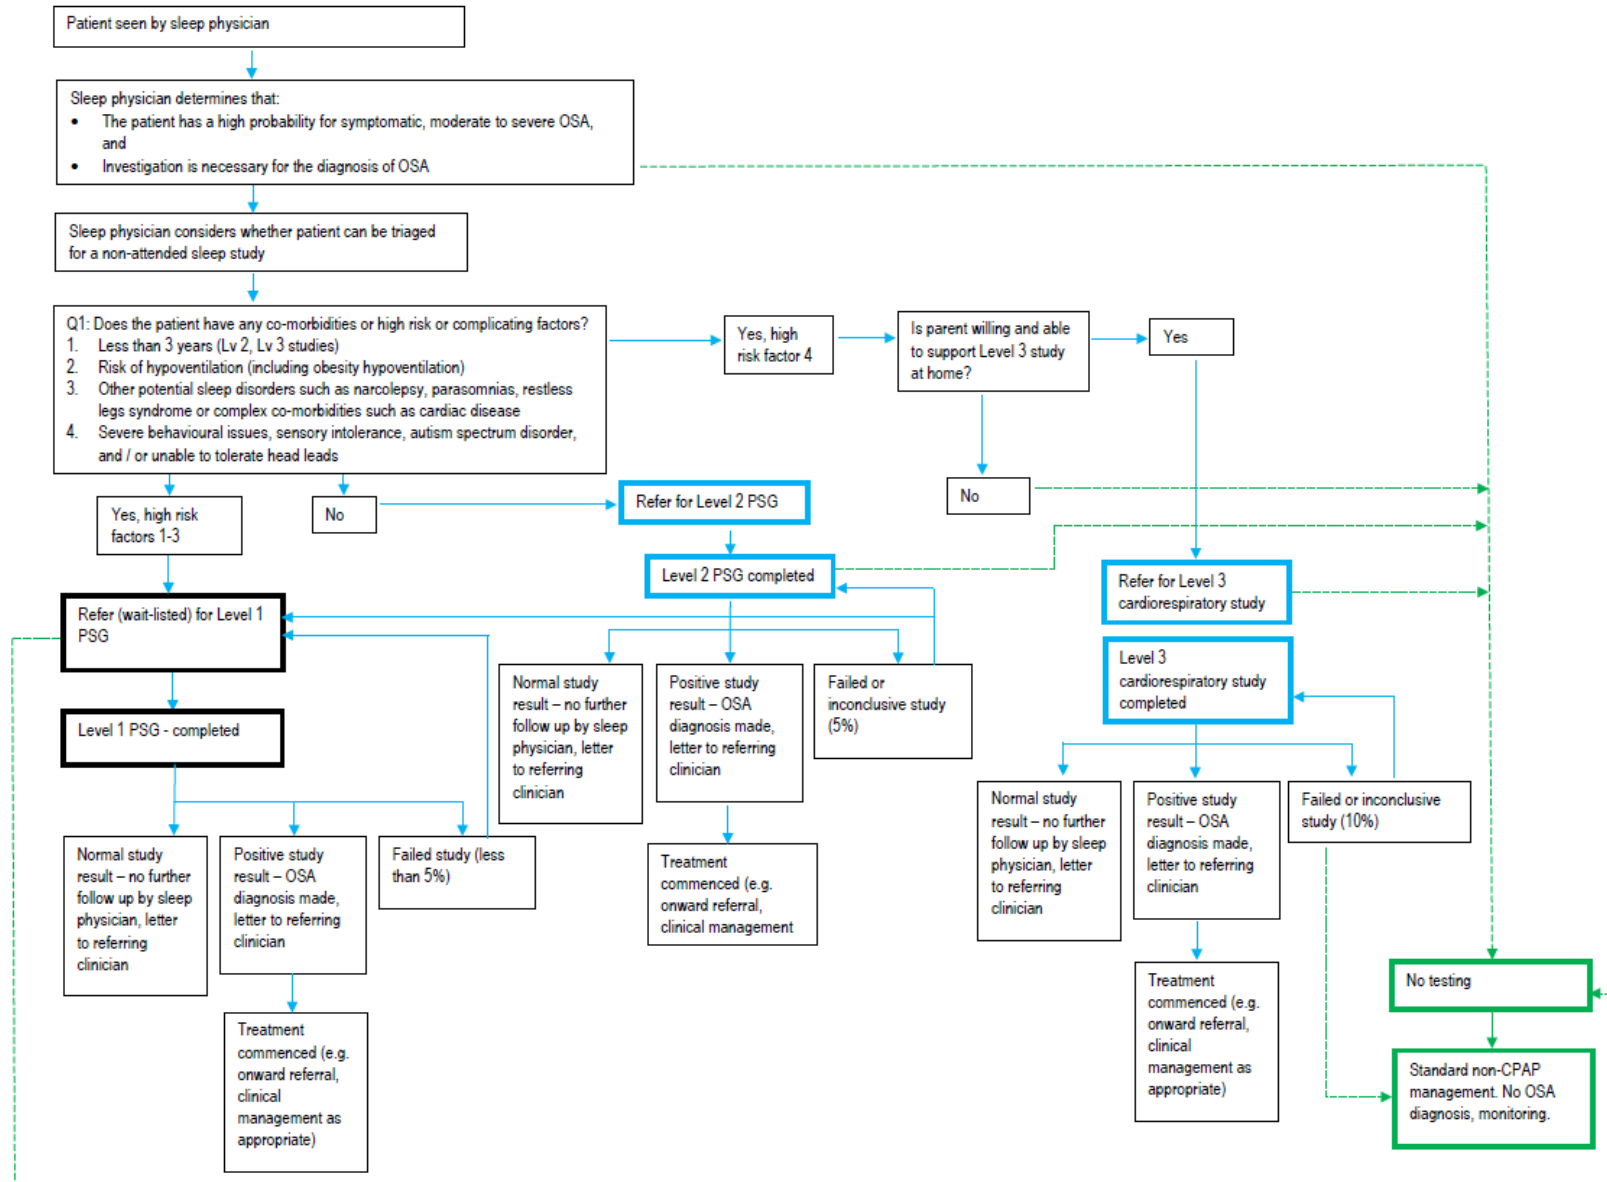 Patient seen by sleep physician
Sleep physician determines that:
• The patient has a high probability for symptomatic, moderate to severe OSA,
and
• Investigation is necessary for the diagnosis of OSA
Sleep physician considers whether patient can be triaged
for a non-attended sleep study
Q1: Does the patient have any co-morbidities or high risk or complicating factors?
1. Less than 3 years (Lv 2, Lv 3 studies)
2. Risk of hypoventilation (including obesity hypoventilation)
3. Other potential sleep disorders such as narcolepsy, parasomnias, restless
legs syndrome or complex co-morbidities such as cardiac disease
4. Severe behavioural issues, sensory intolerance, autism spectrum disorder,
and / or unable to tolerate head leads
Yes, high
risk factor 4
Is parent willing and able
to support Level 3 study
at home?
Yes
No
Yes, high risk
factors 1-3
No
Refer for Level 2 PSG
Level 2 PSG completed
Refer for Level 3
cardiorespiratory study
Refer (wait-listed) for Level 1
PSG
Level 3
cardiorespiratory study
completed
Level 1 PSG - completed
Normal study
result – no further
follow up by sleep
physician, letter
to referring
clinician
Positive study
result – OSA
diagnosis made,
letter to referring
clinician
Failed or
inconclusive study
(5%)
Treatment
commenced (e.g.
onward referral,
clinical management
Normal study
result – no further
follow up by sleep
physician, letter
to referring
clinician
Positive study
result – OSA
diagnosis made,
letter to referring
clinician
Failed or inconclusive
study (10%)
Normal study
result – no further
follow up by sleep
physician, letter
to referring
clinician
Positive study
result – OSA
diagnosis made,
letter to referring
clinician
Failed study (less
than 5%)
Treatment
commenced (e.g.
onward referral,
clinical
management as
appropriate)
Treatment
commenced (e.g.
onward referral,
clinical
management as
appropriate)
No testing
Standard non-CPAP
management. No OSA
diagnosis, monitoring.